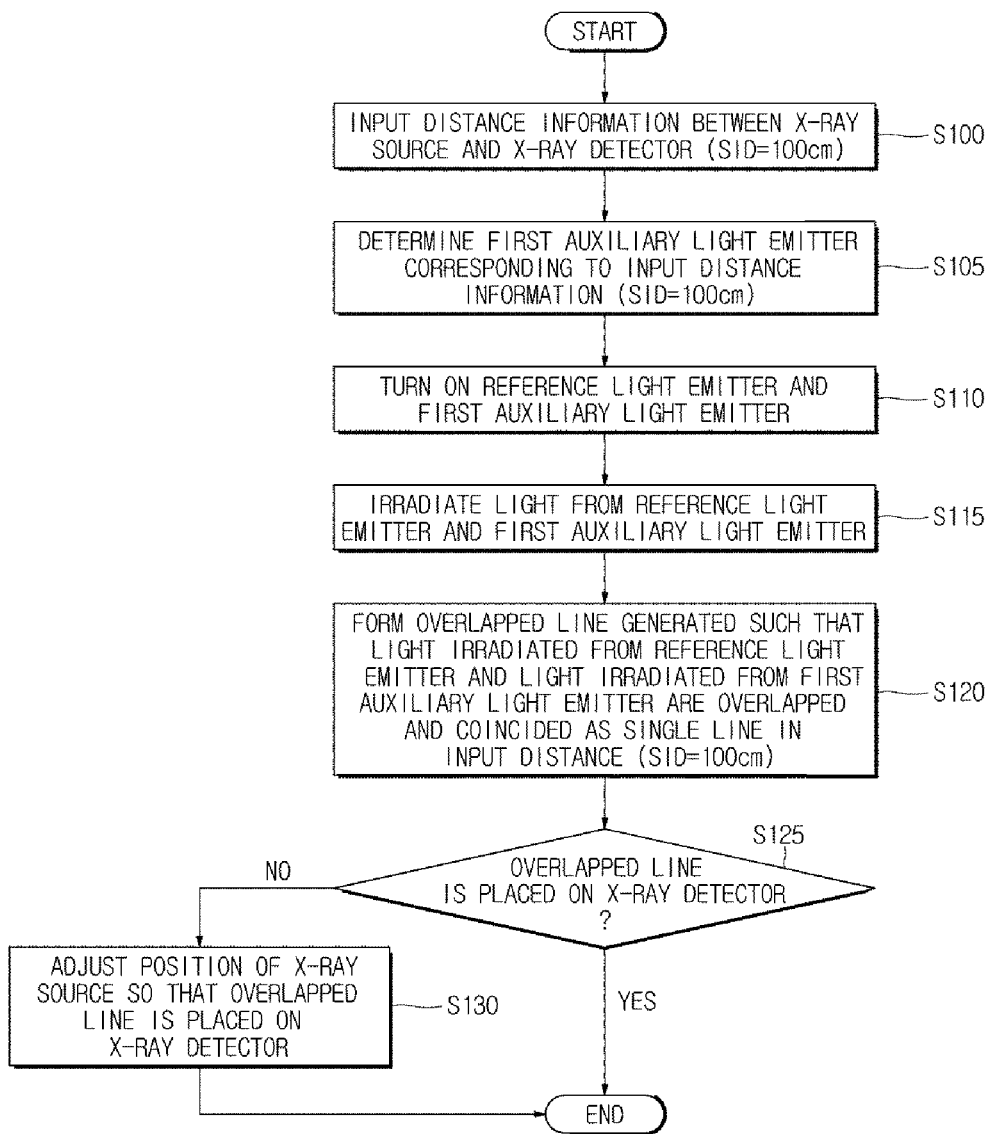 START
INPUT DISTANCE INFORMATION BETWEEN X-RAY
SOURCE AND X-RAY DETECTOR (SID=100cm)
S100
DETERMINE FIRST AUXILIARY LIGHT EMITTER
CORRESPONDING TO INPUT DISTANCE
INFORMATION (SID=100cm)
S105
TURN ON REFERENCE LIGHT EMITTER AND
FIRST AUXILIARY LIGHT EMITTER
S110
IRRADIATE LIGHT FROM REFERENCE LIGHT
EMITTER AND FIRST AUXILIARY LIGHT EMITTER
S115
FORM OVERLAPPED LINE GENERATED SUCH THAT
LIGHT IRRADIATED FROM REFERENCE LIGHT
EMITTER AND LIGHT IRRADIATED FROM FIRST
AUXILIARY LIGHT EMITTER ARE OVERLAPPED
AND COINCIDED AS SINGLE LINE IN
INPUT DISTANCE (SID=100cm)
S120
S125
OVERLAPPED LINE
IS PLACED ON X-RAY DETECTOR
?
NO
ADJUST POSITION OF X-RAY
SOURCE SO THAT OVERLAPPED
LINE IS PLACED ON
X-RAY DETECTOR
S130
YES
END